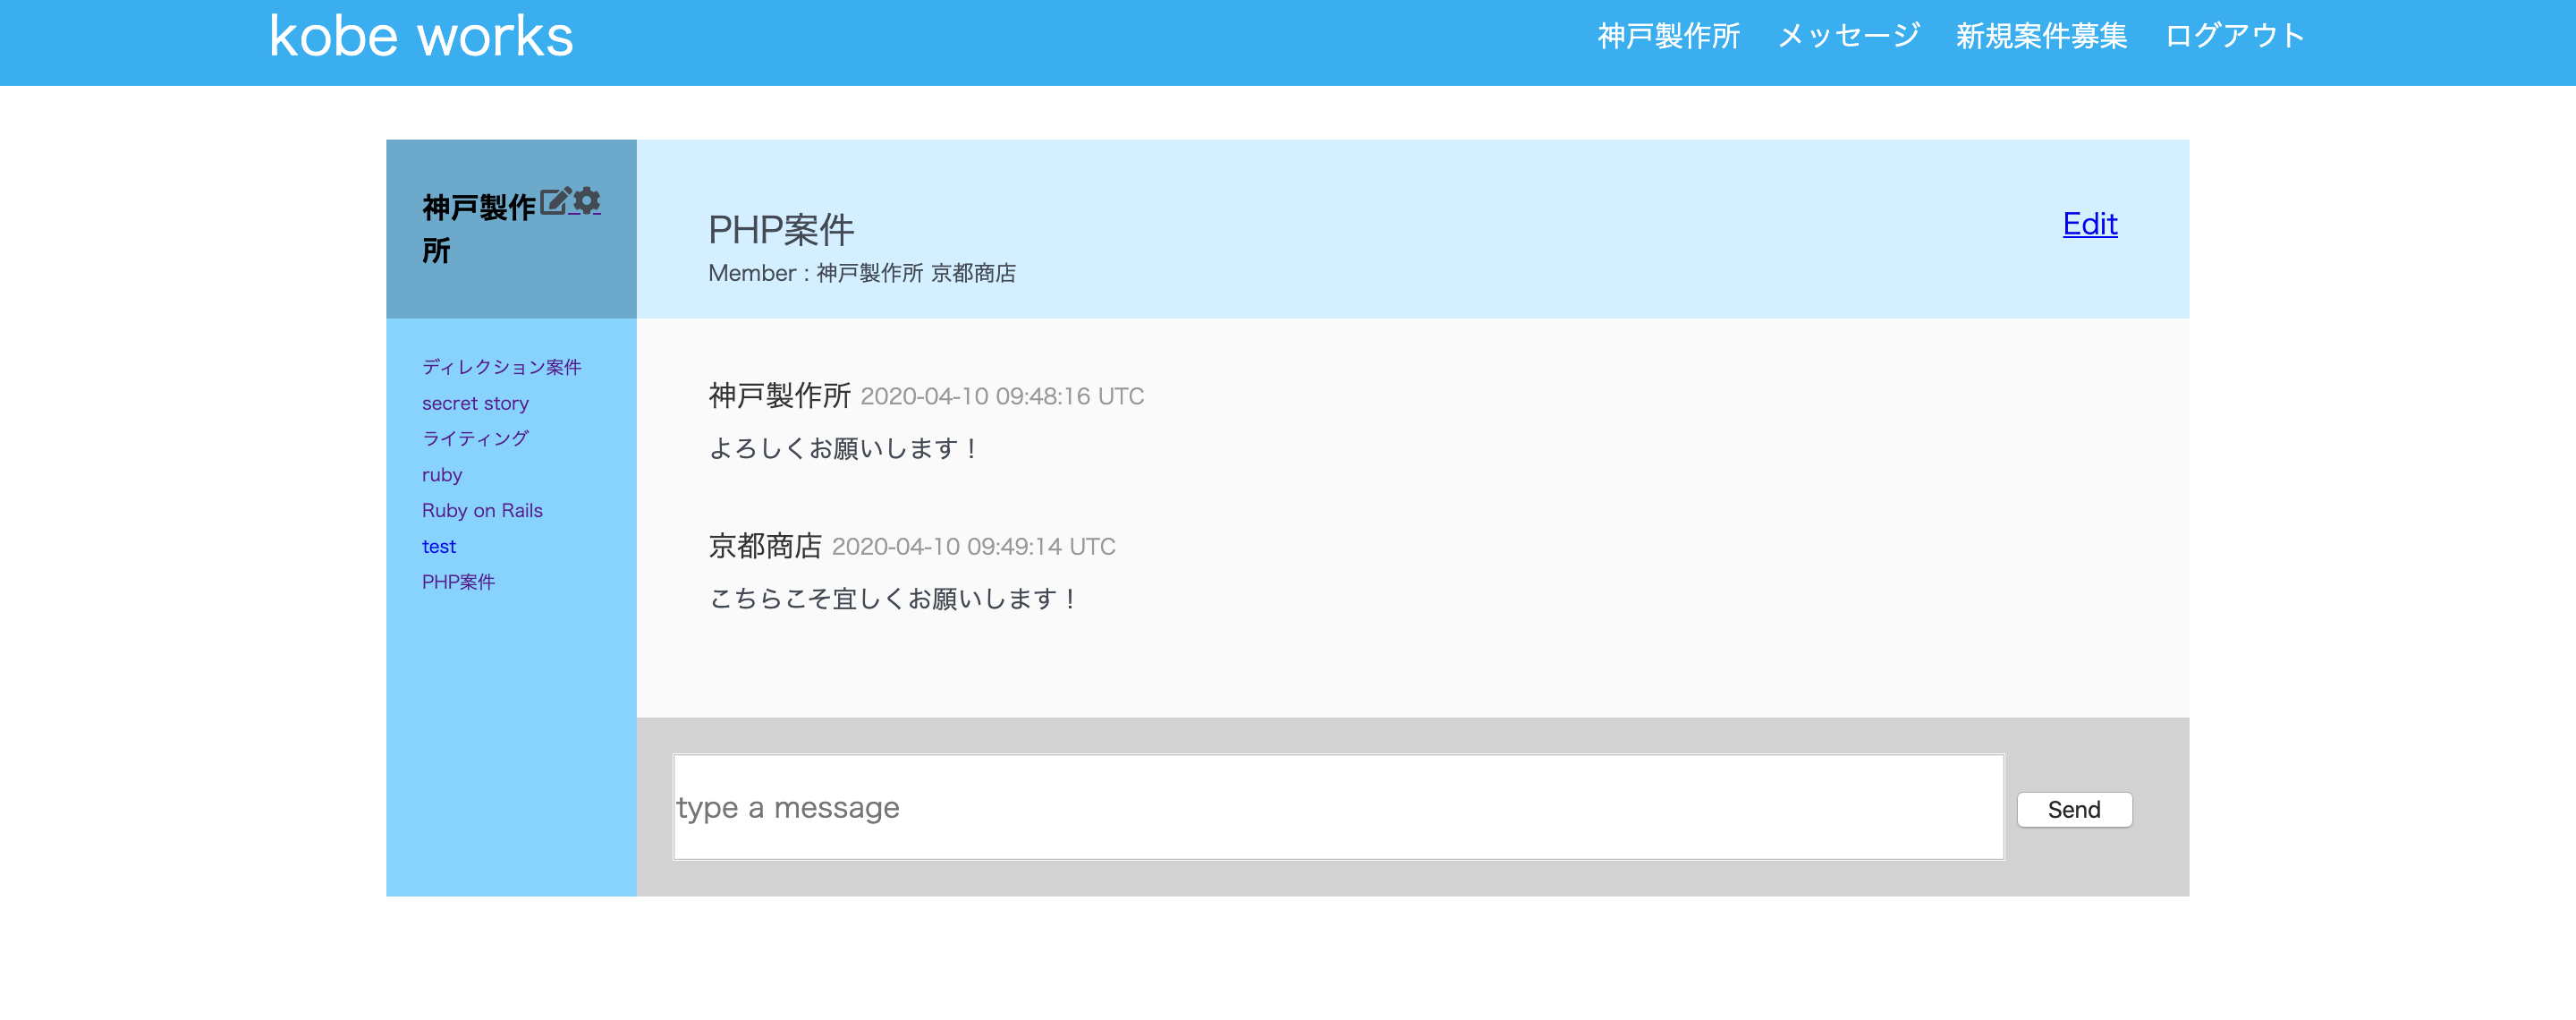 kobe works
神戸製作所 メッセージ 新規案件募集 ログアウト
神戸製作
所
PHP案件
Edit
Member : 神戸製作所 京都商店
ディレクション案件
secret story
ライティング
ruby
Ruby on Rails
test
PHP案件
神戸製作所 2020-04-10 09:48:16 UTC
よろしくお願いします！
京都商店 2020-04-10 09:49:14 UTC
こちらこそ宜しくお願いします！
type a message
Send